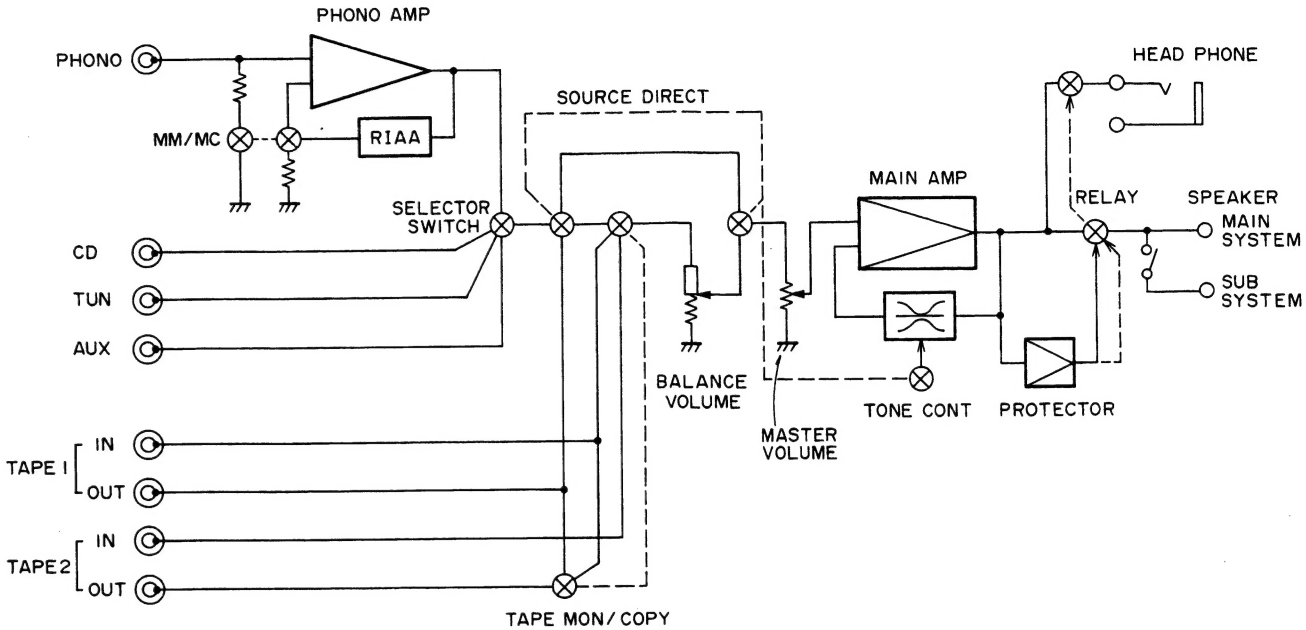 PHONO AMP
PHONO
HEAD PHONE
SOURCE DIRECT
MM/MC
RIAA
MAIN AMP
RELAY
SPEAKER
MAIN
SYSTEM
SELECTOR
SWITCH
CD
TUN
SUB
SYSTEM
AUX
BALANCE
VOLUME
TONE CONT
PROTECTOR
MASTER
VOLUME
TAPE 1
IN
OUT
TAPE 2
IN
OUT
TAPE MON/COPY